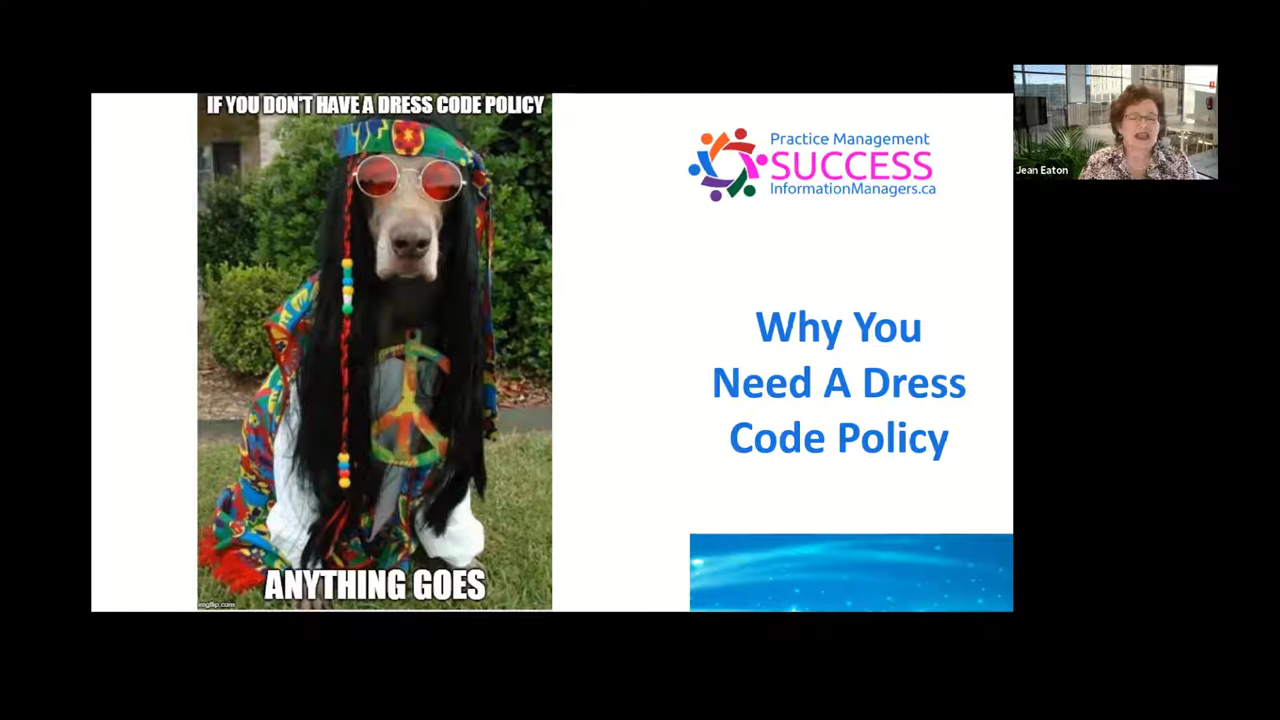 IF YOU DON'T HAVE A DRESS CODE POLICY
ANYTHING GOES
imgflip.com
Practice Management
SUCCESS
InformationManagers.ca
Why You
Need A Dress
Code Policy
Jean Eaton